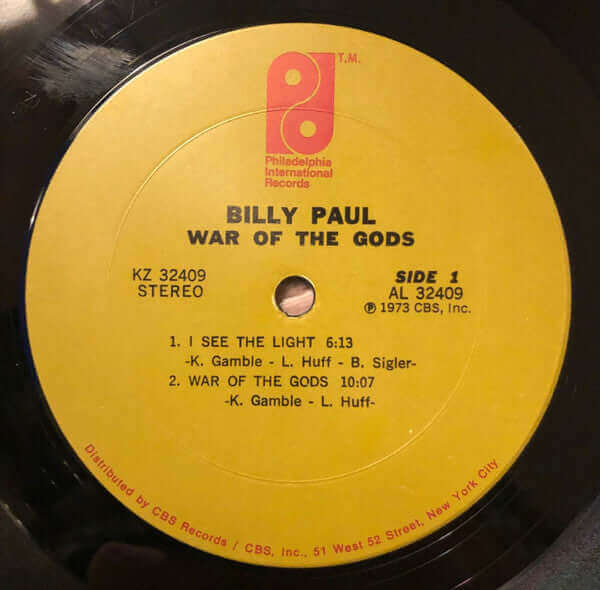 T.M.
Philadelphia
International
Records
BILLY PAUL
WAR OF THE GODS
KZ 32409
STEREO
SIDE 1
AL 32409
Ⓟ 1973 CBS, Inc.
1. I SEE THE LIGHT 6:13
-K. Gamble - L. Huff - B. Sigler-
2. WAR OF THE GODS 10:07
-K. Gamble - L. Huff-
Distributed by CBS Records / CBS, Inc., 51 West 52 Street, New York City